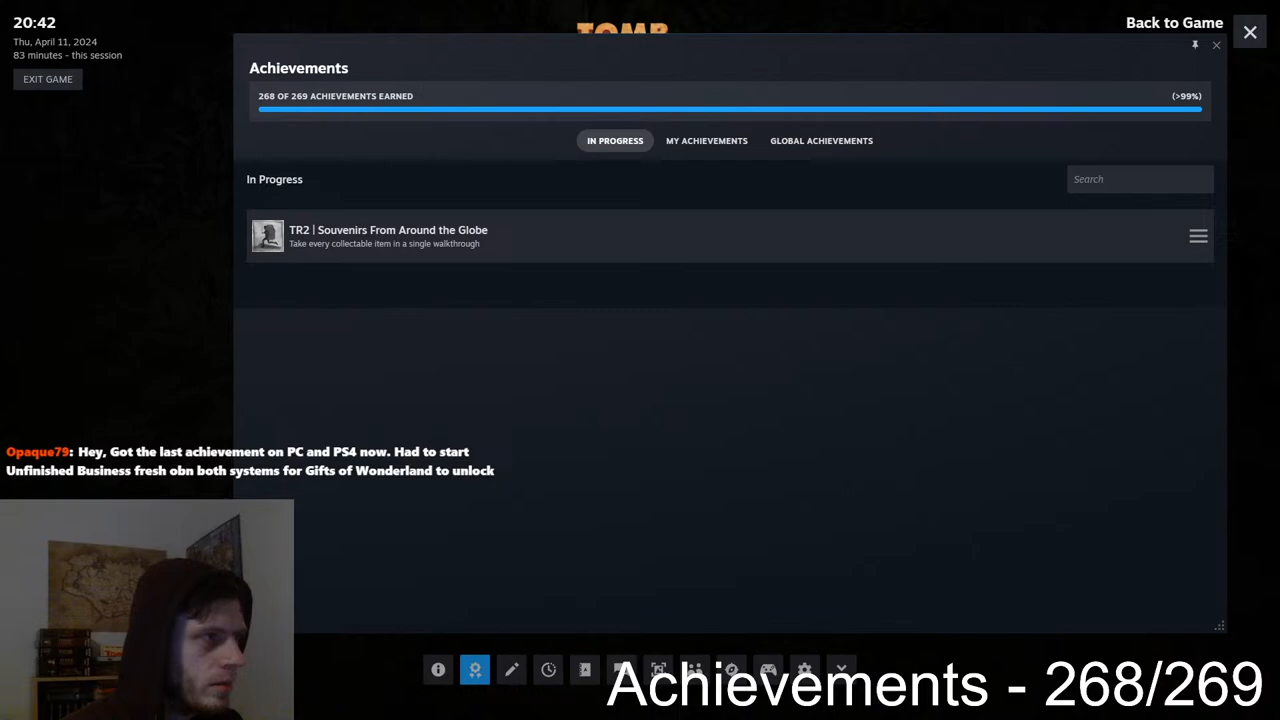 20:42
Thu, April 11, 2024
83 minutes - this session
EXIT GAME
TOMB
Back to Game
Achievements
268 OF 269 ACHIEVEMENTS EARNED
(>99%)
IN PROGRESS
MY ACHIEVEMENTS
GLOBAL ACHIEVEMENTS
In Progress
Search
TR2 | Souvenirs From Around the Globe
Take every collectable item in a single walkthrough
Opaque79: Hey, Got the last achievement on PC and PS4 now. Had to start
Unfinished Business fresh obn both systems for Gifts of Wonderland to unlock
Achievements - 268/269